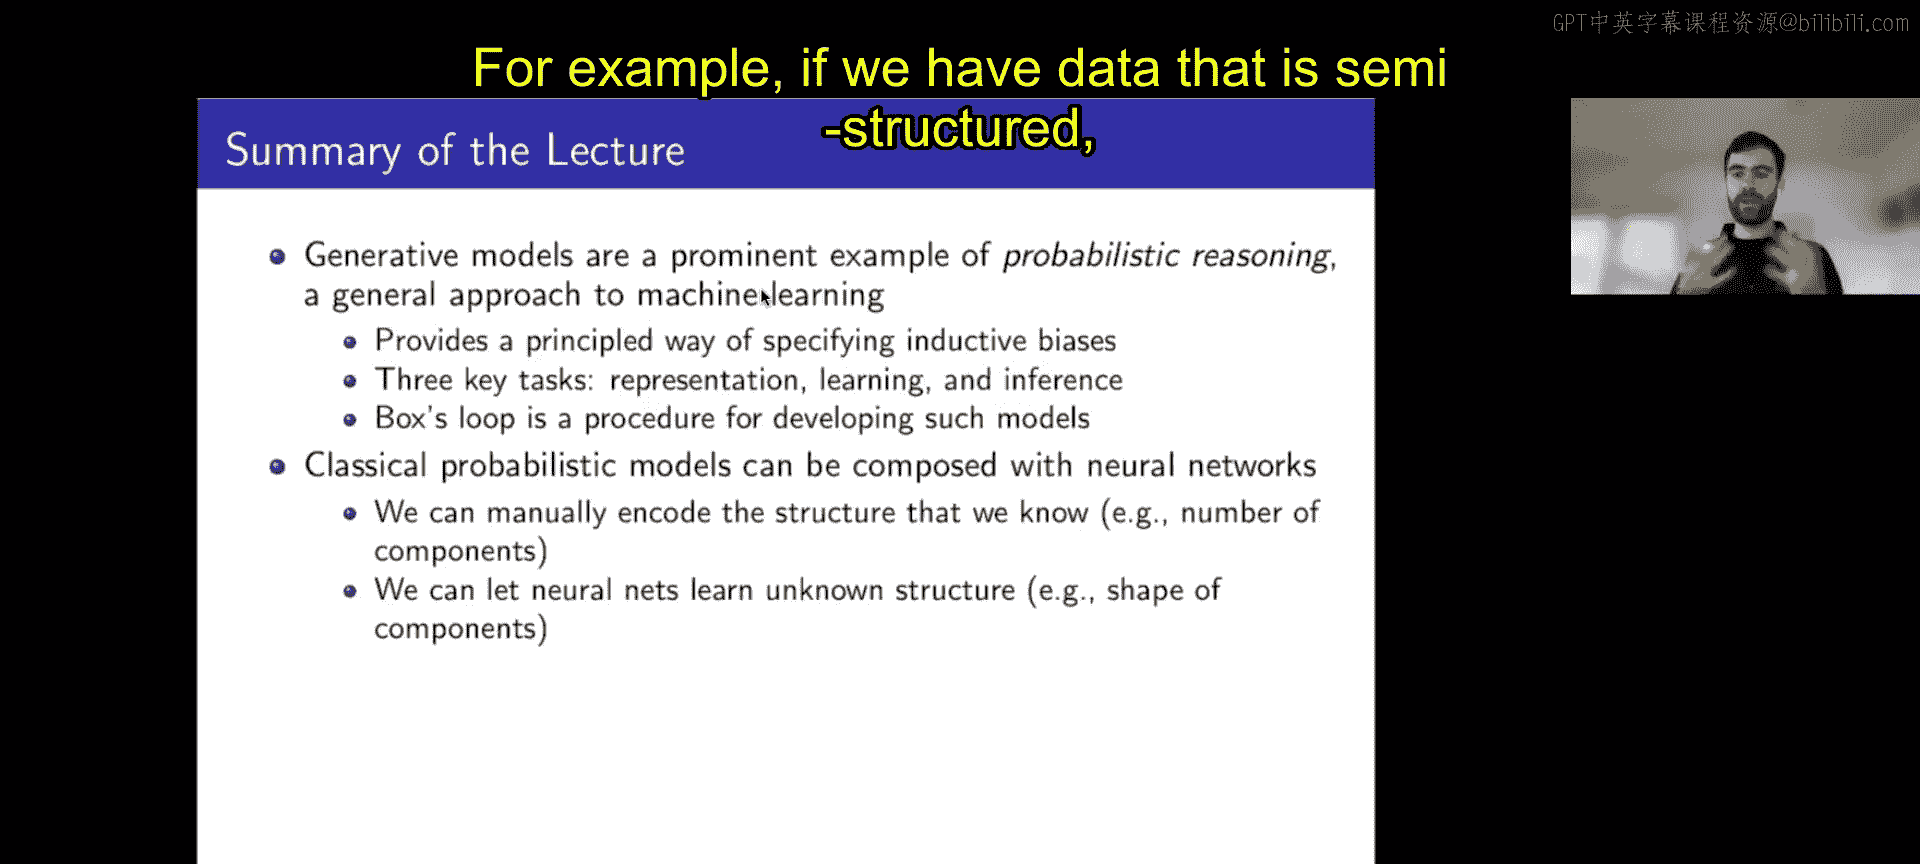 GPT中英字幕课程资源@bilibili.com
For example, if we have data that is semi
-structured,
Summary of the Lecture
Generative models are a prominent example of probabilistic reasoning,
a general approach to machine learning
Provides a principled way of specifying inductive biases
Three key tasks: representation, learning, and inference
Box's loop is a procedure for developing such models
Classical probabilistic models can be composed with neural networks
We can manually encode the structure that we know (e.g., number of
components)
We can let neural nets learn unknown structure (e.g., shape of
components)